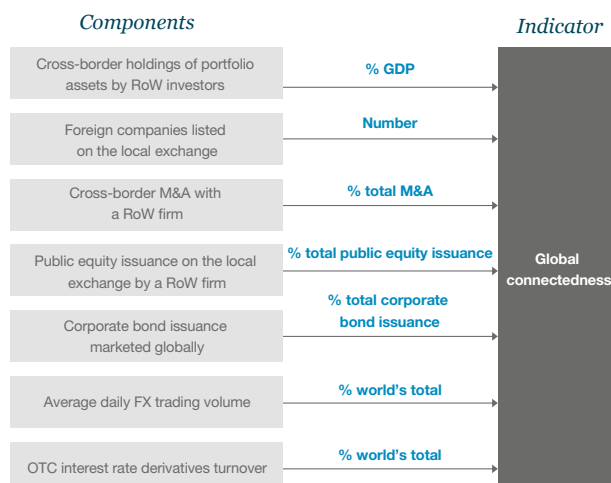 Components
Indicator
Cross-border holdings of portfolio
assets by RoW investors
% GDP
Foreign companies listed
on the local exchange
Number
Cross-border M&A with
a RoW firm
% total M&A
Public equity issuance on the local
exchange by a RoW firm
% total public equity issuance
Global
connectedness
Corporate bond issuance
marketed globally
% total corporate
bond issuance
Average daily FX trading volume
% world's total
OTC interest rate derivatives turnover
% world's total